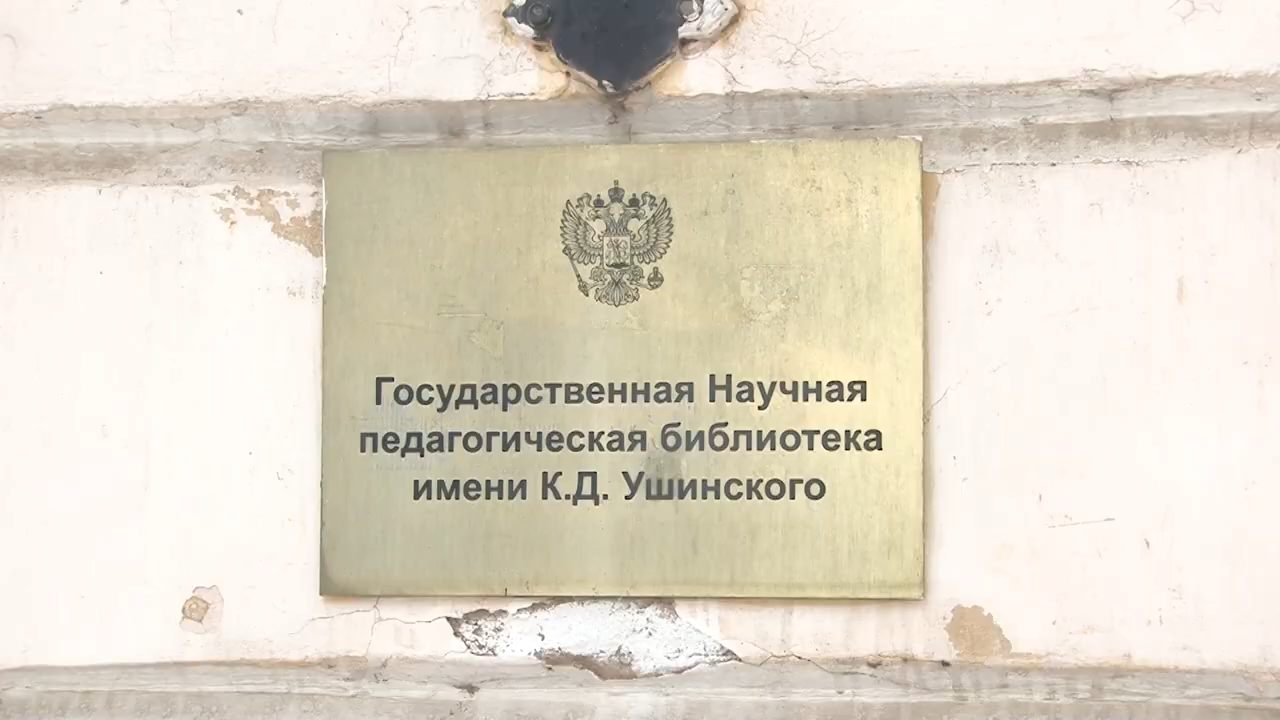 Государственная Научная
педагогическая библиотека
имени К.Д. Ушинского